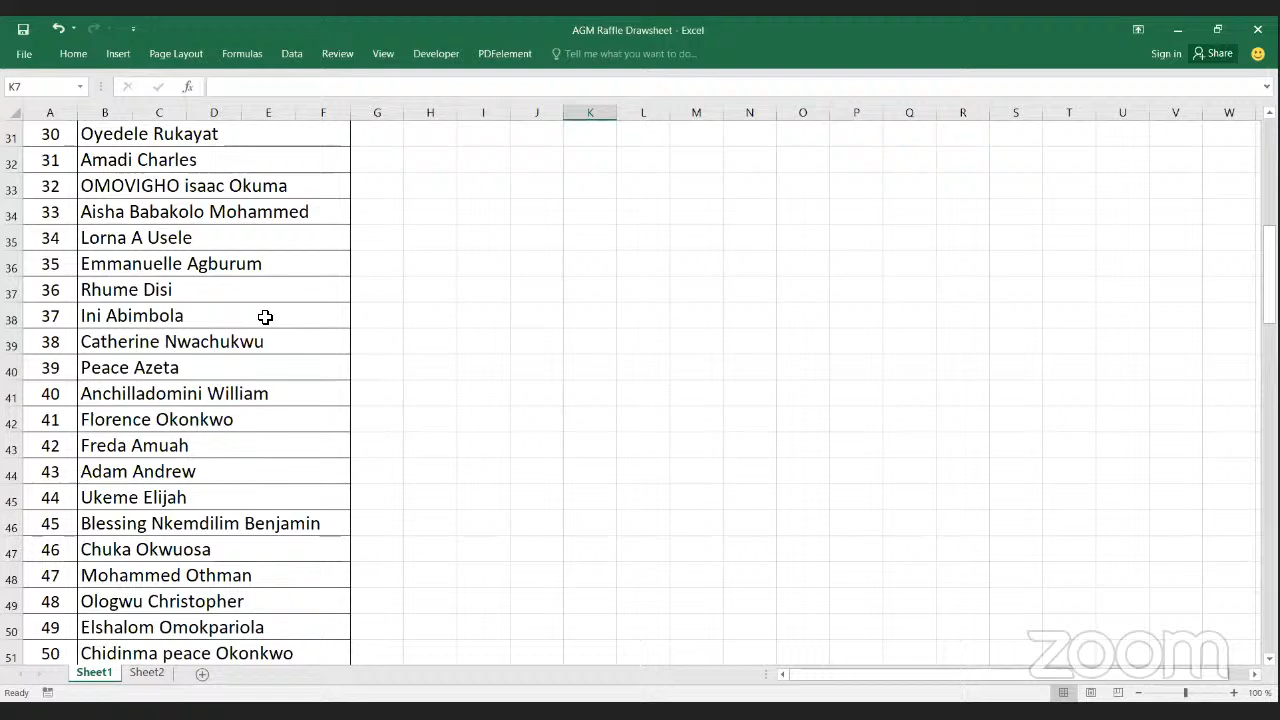 AGM Raffle Drawsheet - Excel
File Home Insert Page Layout Formulas Data Review View Developer PDFelement Tell me what you want to do... Sign in Share
K7 fx
A B C D E F G H I J K L M N O P Q R S T U V W
31 30 Oyedele Rukayat
32 31 Amadi Charles
33 32 OMOVIGHO isaac Okuma
34 33 Aisha Babakolo Mohammed
35 34 Lorna A Usele
36 35 Emmanuelle Agburum
37 36 Rhume Disi
38 37 Ini Abimbola
39 38 Catherine Nwachukwu
40 39 Peace Azeta
41 40 Anchilladomini William
42 41 Florence Okonkwo
43 42 Freda Amuah
44 43 Adam Andrew
45 44 Ukeme Elijah
46 45 Blessing Nkemdilim Benjamin
47 46 Chuka Okwuosa
48 47 Mohammed Othman
49 48 Ologwu Christopher
50 49 Elshalom Omokpariola
51 50 Chidinma peace Okonkwo
zoom
Sheet1 Sheet2
Ready 100 %